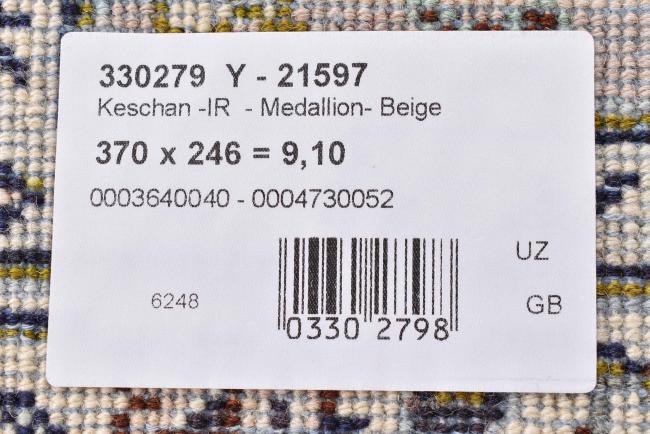 330279 Y - 21597
Keschan -IR - Medallion- Beige
370 x 246 = 9,10
0003640040 - 0004730052
UZ
6248
GB
0330 2798